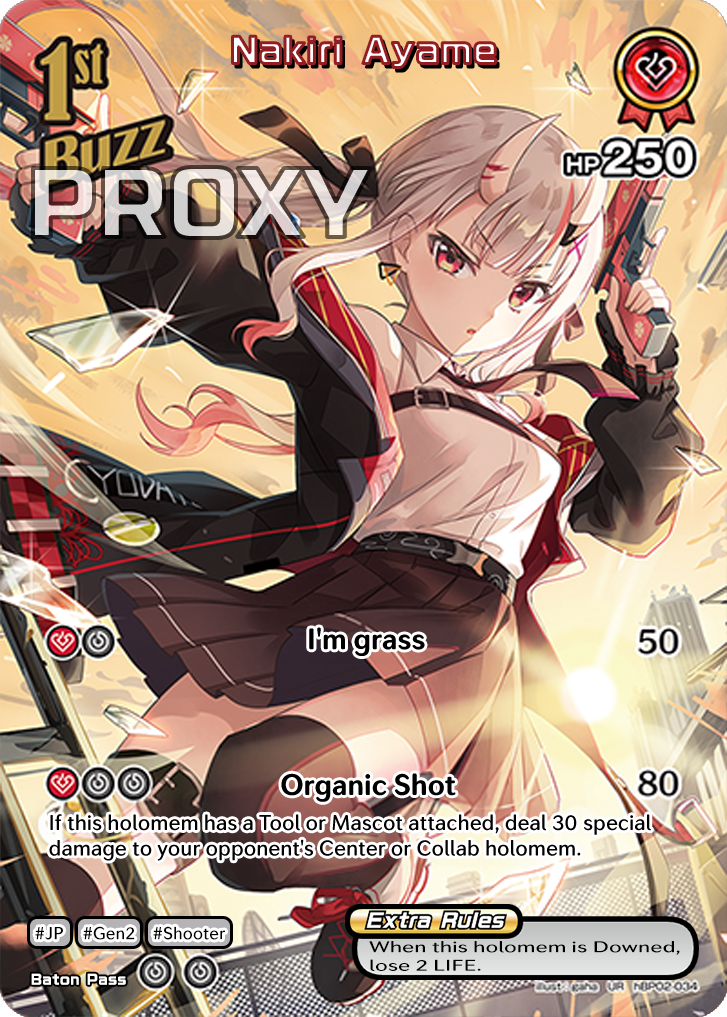 1st
Buzz
Nakiri Ayame
HP250
PROXY
I'm grass 50
Organic Shot 80
If this holomem has a Tool or Mascot attached, deal 30 special
damage to your opponent's Center or Collab holomem.
#JP #Gen2 #Shooter
Extra Rules
When this holomem is Downed,
lose 2 LIFE.
Baton Pass
illust: gaha UR hBP02-034